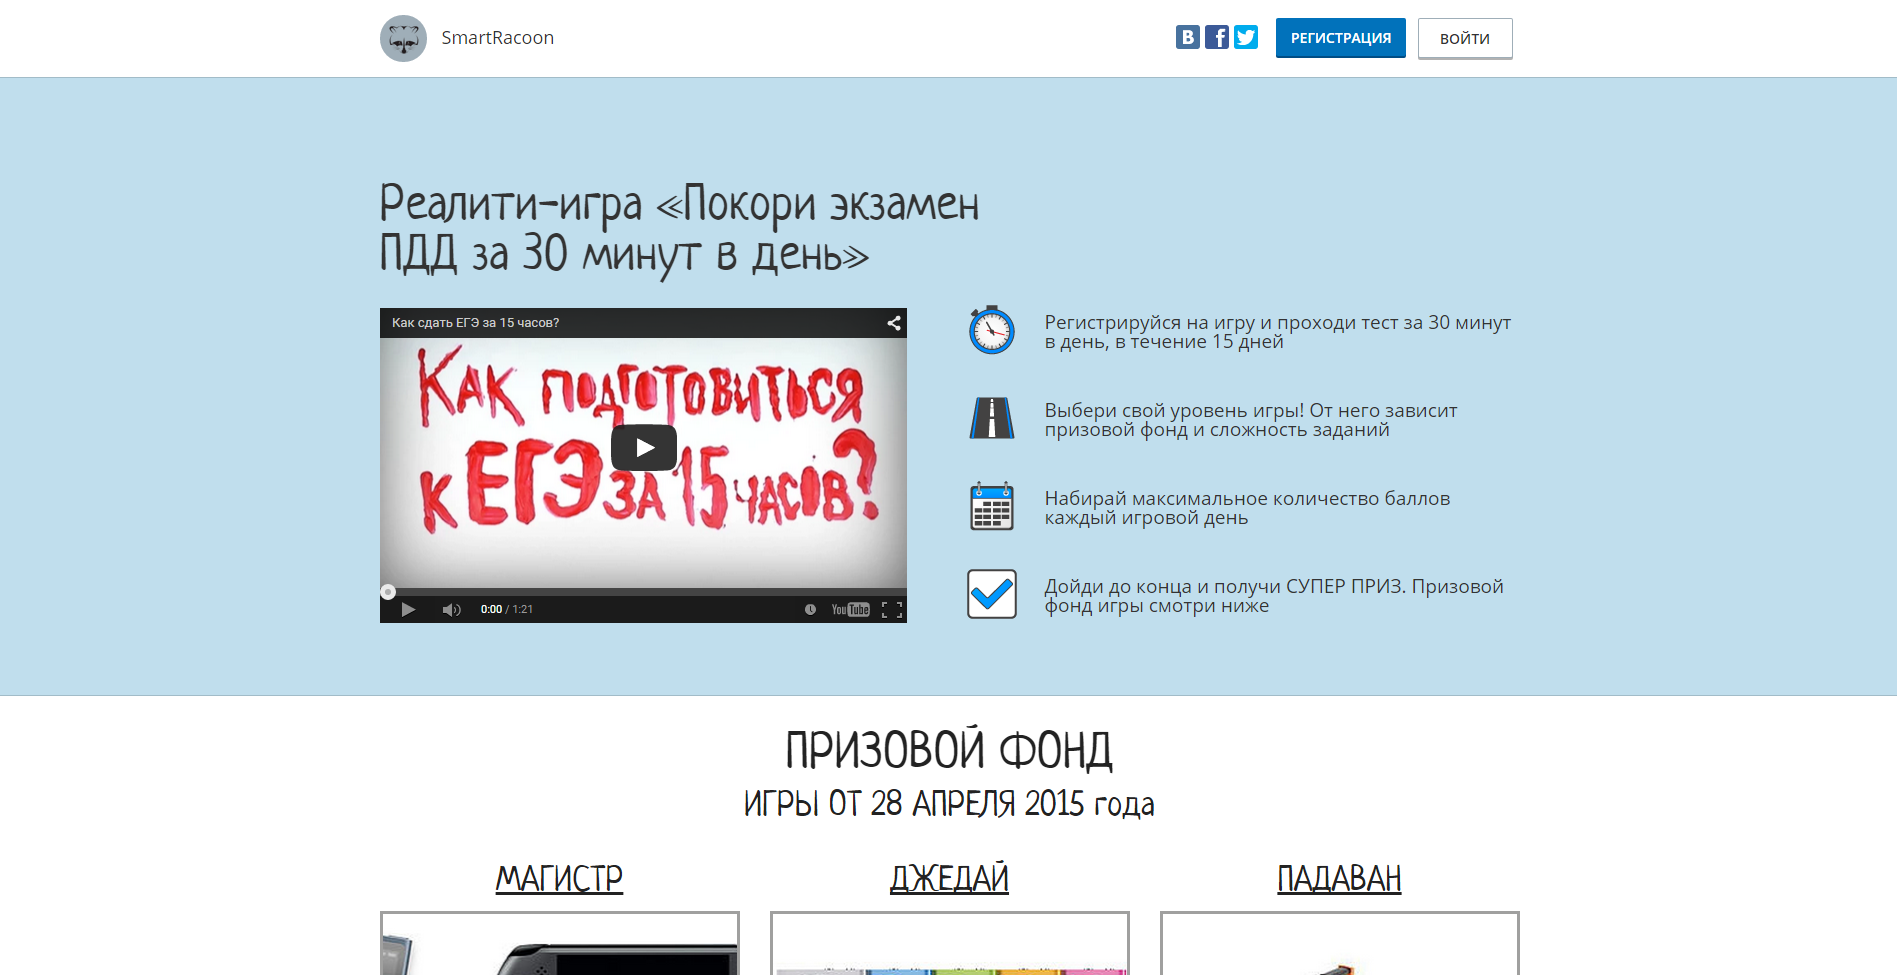 SmartRacoon
В
f
РЕГИСТРАЦИЯ
ВОЙТИ
Реалити-игра «Покори экзамен
ПДД за 30 минут в день»
Как сдать ЕГЭ за 15 часов?
Как подготовиться
к ЕГЭ за 15 часов?
0:00 / 1:21
YouTube
Регистрируйся на игру и проходи тест за 30 минут
в день, в течение 15 дней
Выбери свой уровень игры! От него зависит
призовой фонд и сложность заданий
Набирай максимальное количество баллов
каждый игровой день
Дойди до конца и получи СУПЕР ПРИЗ. Призовой
фонд игры смотри ниже
ПРИЗОВОЙ ФОНД
ИГРЫ ОТ 28 АПРЕЛЯ 2015 года
МАГИСТР
ДЖЕДАЙ
ПАДАВАН